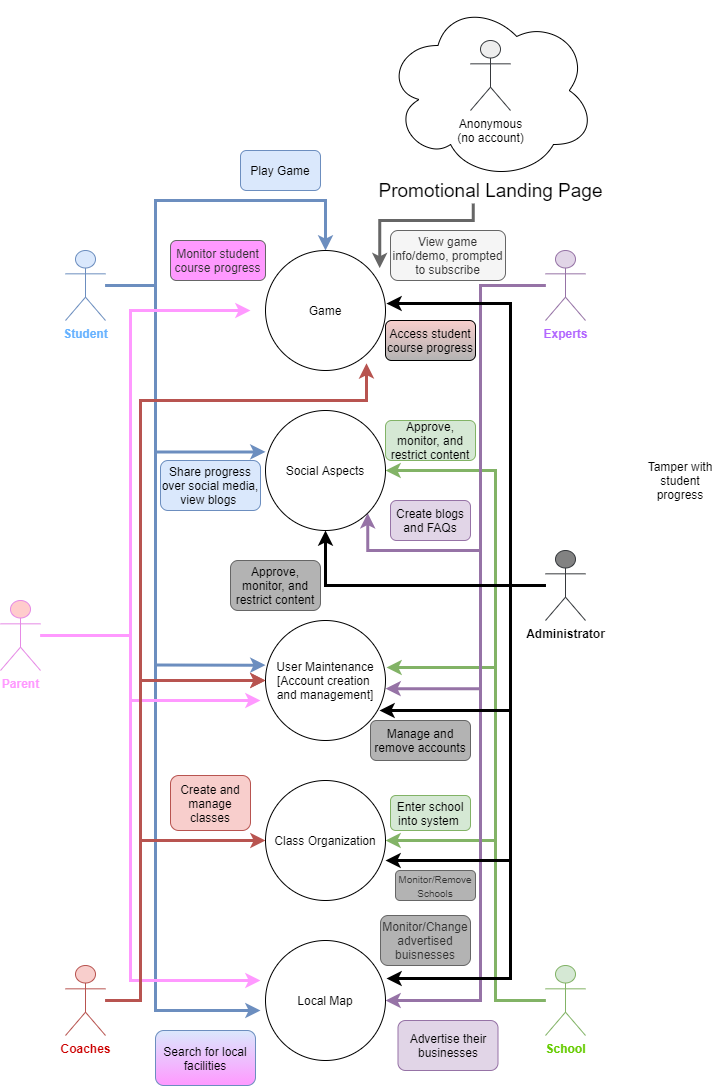 Anonymous
(no account)
Promotional Landing Page
Play Game
View game
info/demo, prompted
to subscribe
Monitor student
course progress
Student
Game
Experts
Access student
course progress
Approve,
monitor, and
restrict content
Share progress
over social media,
view blogs
Social Aspects
Tamper with
student
progress
Create blogs
and FAQs
Approve,
monitor, and
restrict content
Administrator
Parent
User Maintenance
[Account creation
and management]
Manage and
remove accounts
Create and
manage
classes
Enter school
into system
Class Organization
Monitor/Remove
Schools
Monitor/Change
advertised
buisnesses
Local Map
Coaches
School
Search for local
facilities
Advertise their
businesses